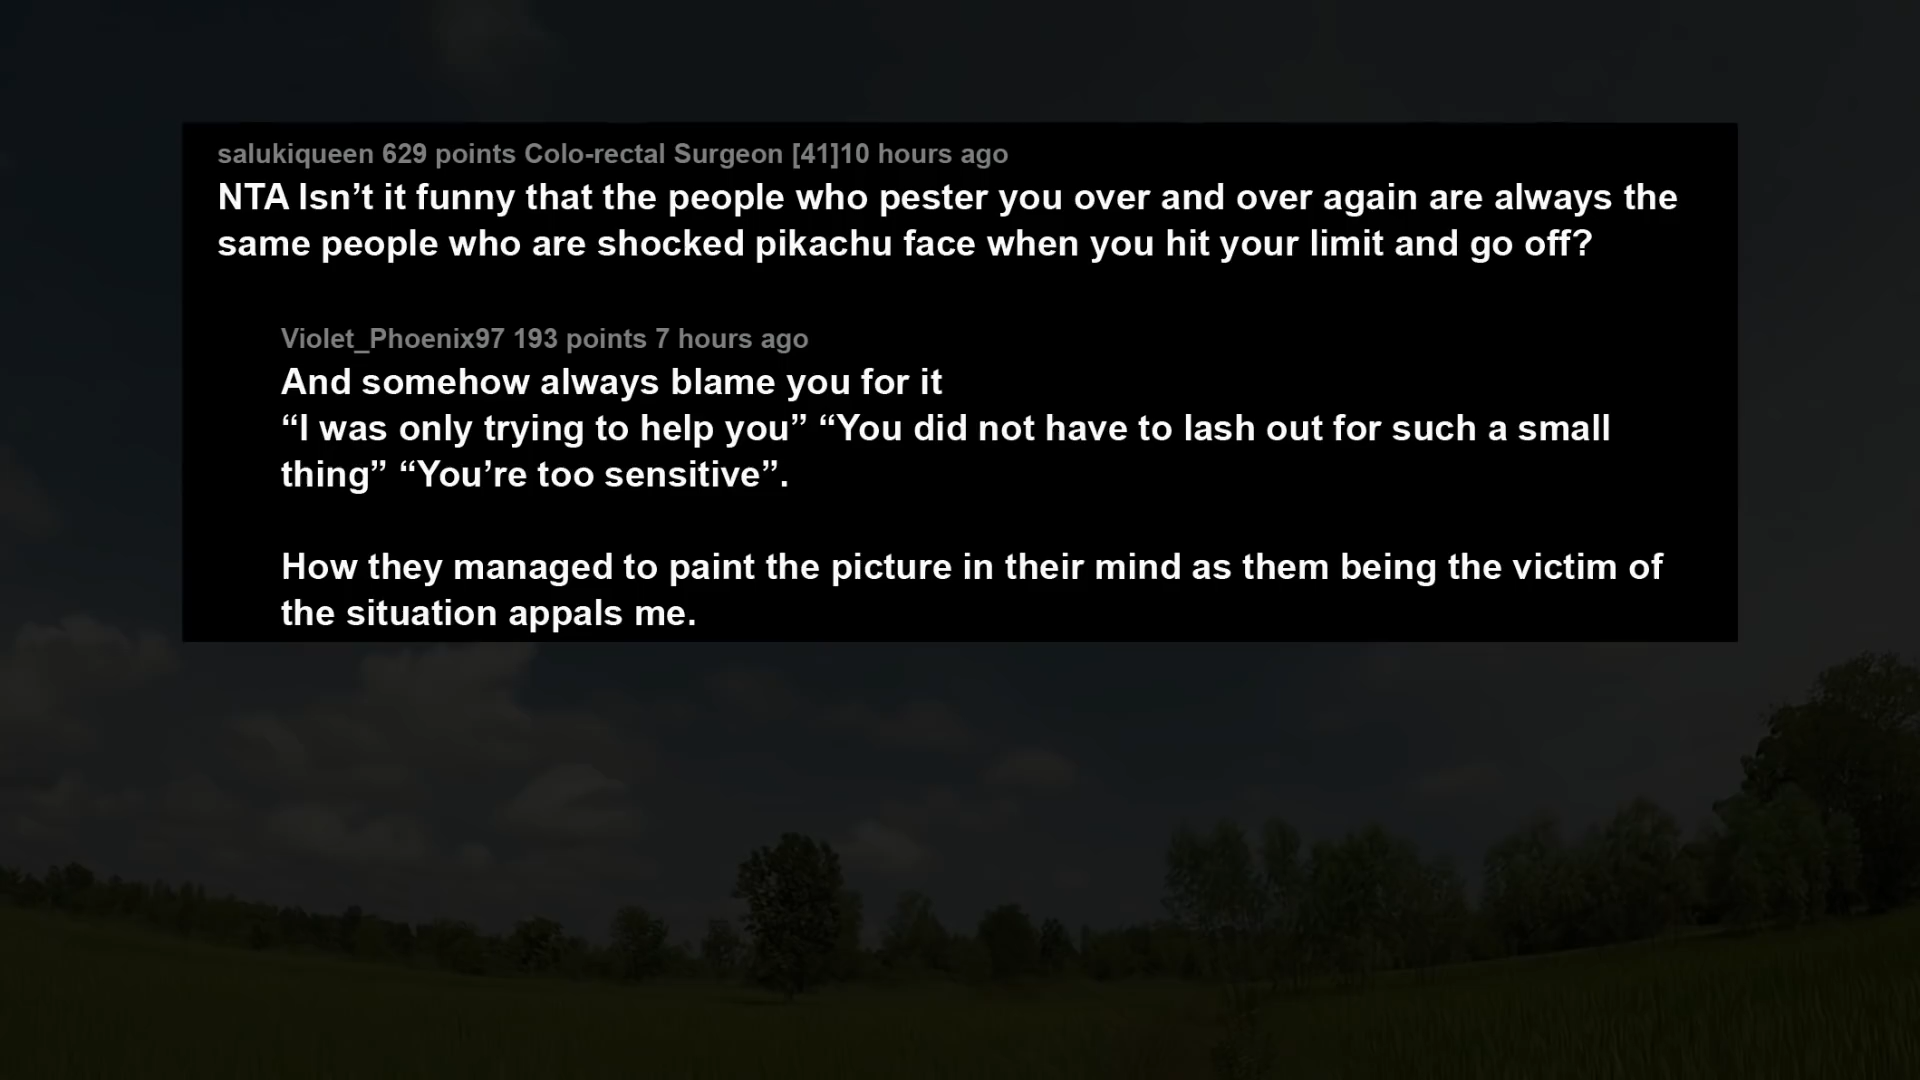 salukiqueen 629 points Colo-rectal Surgeon [41]10 hours ago
NTA Isn’t it funny that the people who pester you over and over again are always the
same people who are shocked pikachu face when you hit your limit and go off?
Violet_Phoenix97 193 points 7 hours ago
And somehow always blame you for it
“I was only trying to help you” “You did not have to lash out for such a small
thing” “You’re too sensitive”.
How they managed to paint the picture in their mind as them being the victim of
the situation appals me.